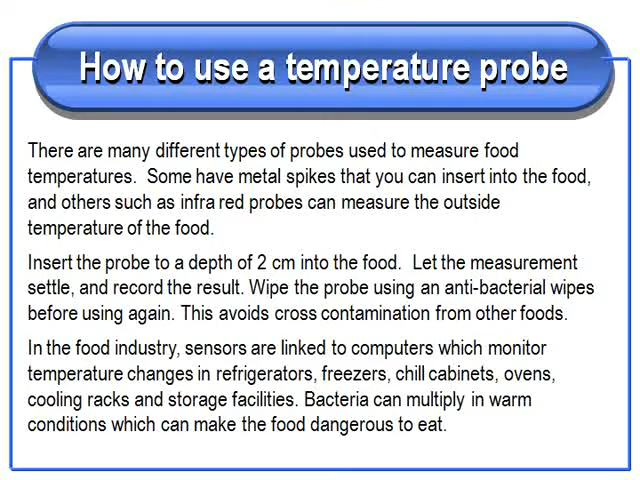 How to use a temperature probe
There are many different types of probes used to measure food
temperatures.  Some have metal spikes that you can insert into the food,
and others such as infra red probes can measure the outside
temperature of the food.
Insert the probe to a depth of 2 cm into the food.  Let the measurement
settle, and record the result. Wipe the probe using an anti-bacterial wipes
before using again. This avoids cross contamination from other foods.
In the food industry, sensors are linked to computers which monitor
temperature changes in refrigerators, freezers, chill cabinets, ovens,
cooling racks and storage facilities. Bacteria can multiply in warm
conditions which can make the food dangerous to eat.